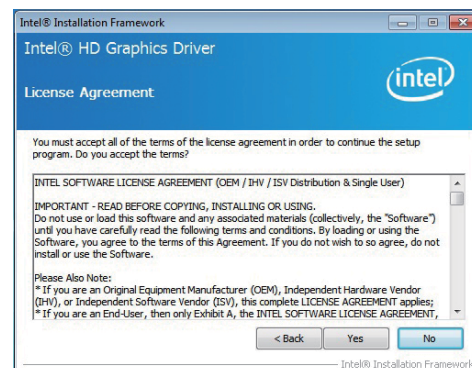 Intel® Installation Framework
Intel® HD Graphics Driver
License Agreement
intel
You must accept all of the terms of the license agreement in order to continue the setup
program. Do you accept the terms?
INTEL SOFTWARE LICENSE AGREEMENT (OEM / IHV / ISV Distribution & Single User)
IMPORTANT - READ BEFORE COPYING, INSTALLING OR USING.
Do not use or load this software and any associated materials (collectively, the "Software")
until you have carefully read the following terms and conditions. By loading or using the
Software, you agree to the terms of this Agreement. If you do not wish to so agree, do not
install or use the Software.
Please Also Note:
* If you are an Original Equipment Manufacturer (OEM), Independent Hardware Vendor
(IHV), or Independent Software Vendor (ISV), this complete LICENSE AGREEMENT applies;
* If you are an End-User, then only Exhibit A, the INTEL SOFTWARE LICENSE AGREEMENT,
< Back Yes No
Intel® Installation Framework